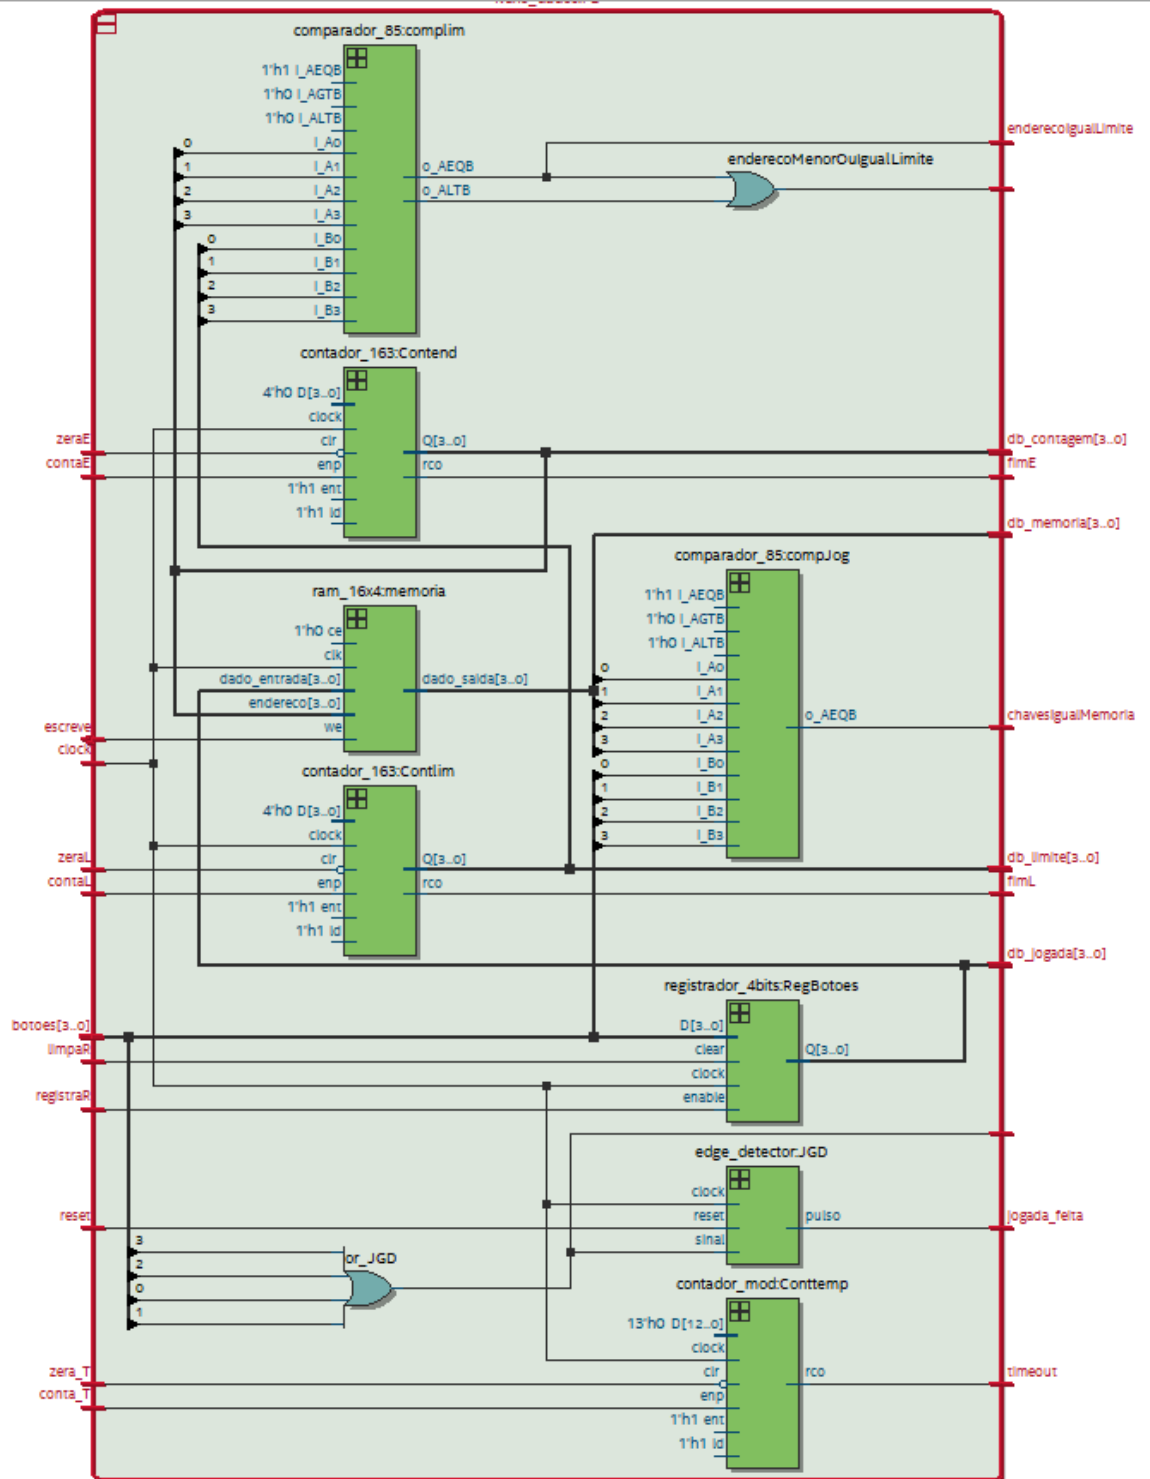 comparador_85:complim
1'h1 I_AEQB
1'h0 I_AGTB
1'h0 I_ALTB
0 I_A0
1 I_A1
2 I_A2
3 I_A3
0 I_B0
1 I_B1
2 I_B2
3 I_B3
o_AEQB
o_ALTB
enderecoMenorOuIgualLimite
enderecoIgualLimite
contador_163:Contend
4'h0 D[3..0]
clock
clr
enp
1'h1 ent
1'h1 ld
Q[3..0]
rco
zeraE
contaE
db_contagem[3..0]
fimE
db_memoria[3..0]
comparador_85:compJog
1'h1 I_AEQB
1'h0 I_AGTB
1'h0 I_ALTB
0 I_A0
1 I_A1
2 I_A2
3 I_A3
0 I_B0
1 I_B1
2 I_B2
3 I_B3
o_AEQB
chavesIgualMemoria
ram_16x4:memoria
1'h0 ce
clk
dado_entrada[3..0]
endereco[3..0]
we
dado_saida[3..0]
escreve
clock
contador_163:Contlim
4'h0 D[3..0]
clock
clr
enp
1'h1 ent
1'h1 ld
Q[3..0]
rco
zeraL
contaL
db_limite[3..0]
fimL
db_jogada[3..0]
registrador_4bits:RegBotoes
D[3..0]
clear
clock
enable
Q[3..0]
botoes[3..0]
limpaR
registraR
edge_detector:JGD
clock
reset
sinal
pulso
reset
jogada_feita
3
2
0
1
or_JGD
contador_mod:Conttemp
13'h0 D[12..0]
clock
clr
enp
1'h1 ent
1'h1 ld
rco
zera_T
conta_T
timeout